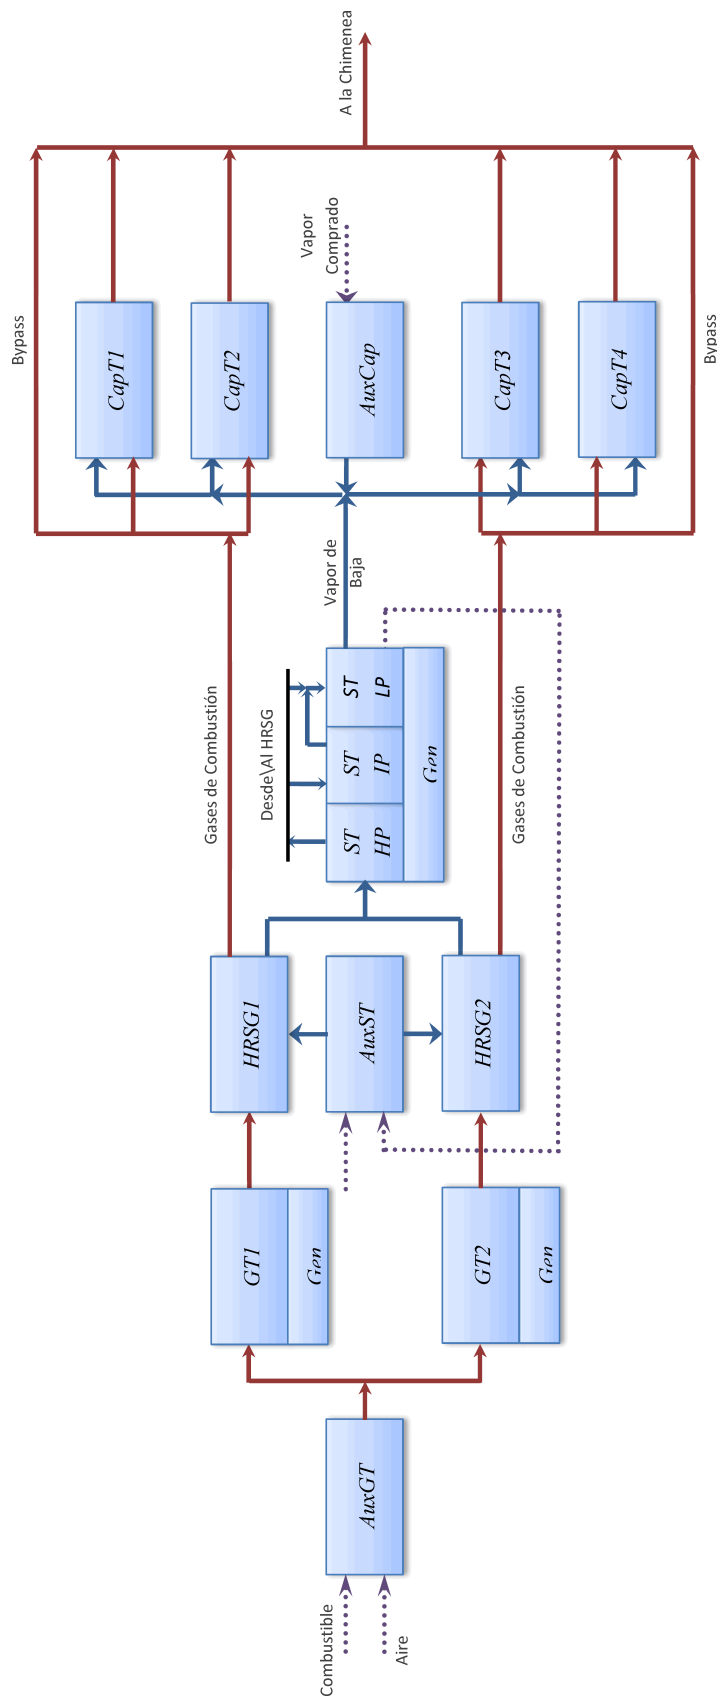 Combustible
Aire
AuxGT
GT1
Gen
GT2
Gen
HRSG1
AuxST
HRSG2
Gases de Combustión
Desde\Al HRSG
ST
HP
ST
IP
ST
LP
Gen
Gases de Combustión
Vapor de
Baja
Bypass
CapT1
CapT2
AuxCap
CapT3
CapT4
Bypass
Vapor
Comprado
A la Chimenea